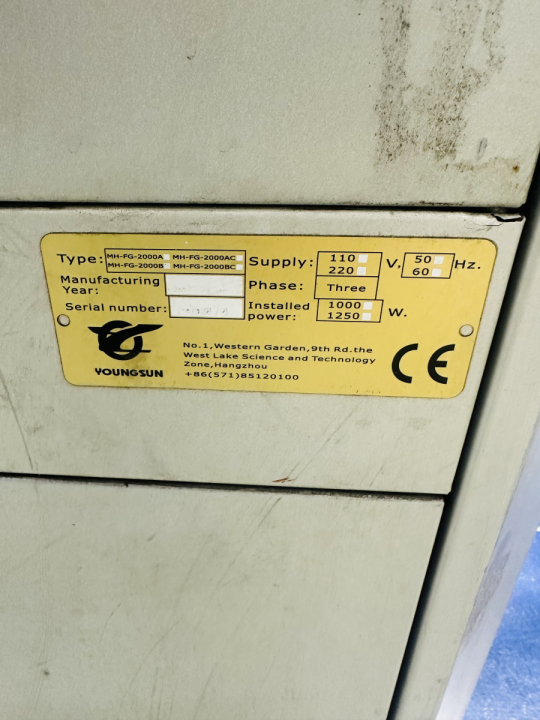 Type: MH-FG-2000A MH-FG-2000AC
MH-FG-2000B MH-FG-2000BC
Supply: 110 220 V, 50 60 Hz.
Manufacturing Year:
Phase: Three
Serial number:
Installed power: 1000 1250 W.
YOUNGSUN
No.1,Western Garden,9th Rd.the
West Lake Science and Technology
Zone,Hangzhou
+86(571)85120100
CE